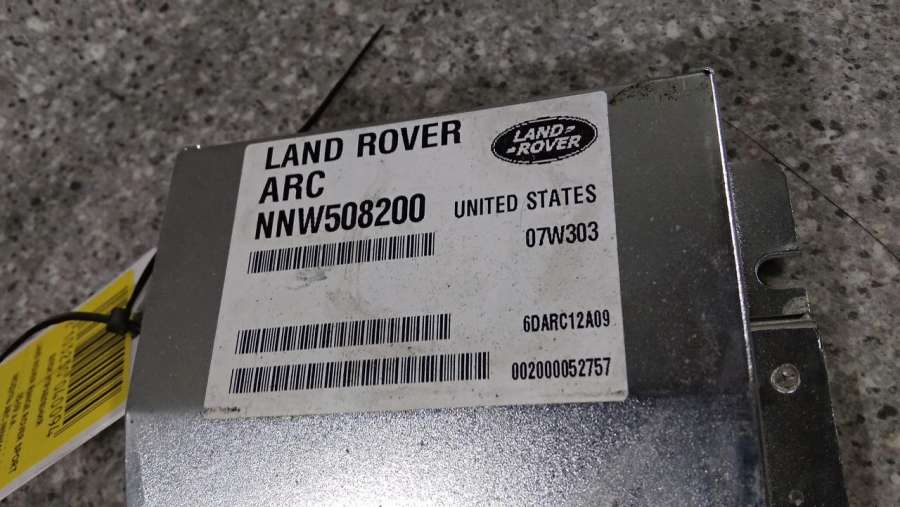 LAND ROVER
LAND-
-ROVER
ARC
NNW508200
UNITED STATES
07W303
6DARC12A09
002000052757